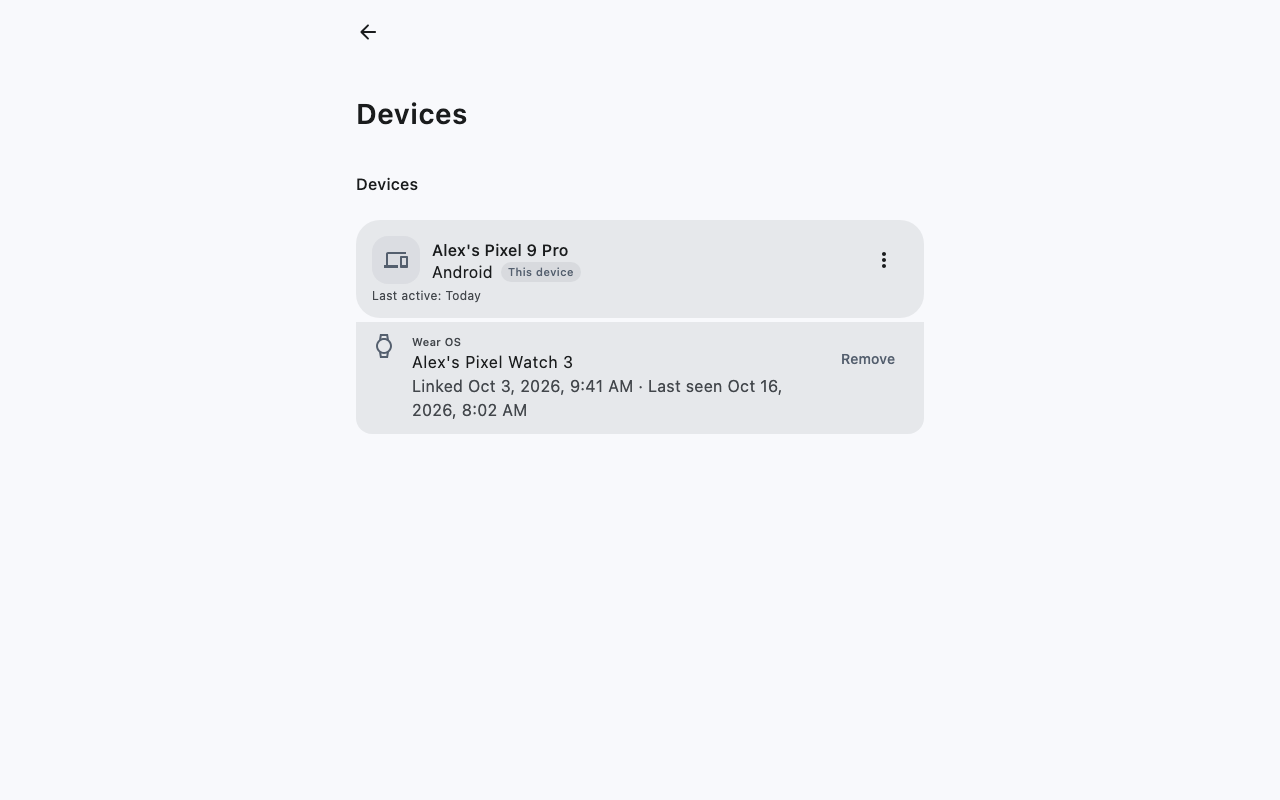 Devices
Devices
Alex's Pixel 9 Pro
Android This device
Last active: Today
Wear OS
Alex's Pixel Watch 3
Remove
Linked Oct 3, 2026, 9:41 AM · Last seen Oct 16,
2026, 8:02 AM